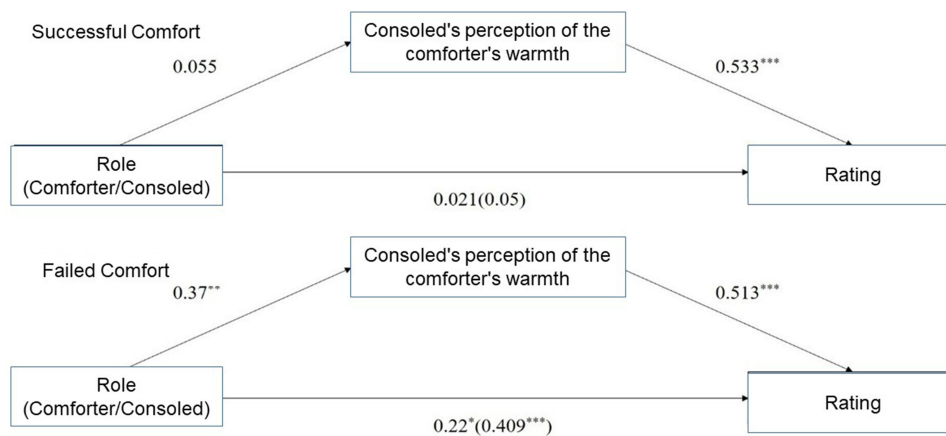 Successful Comfort
Consoled's perception of the
comforter's warmth
0.055
0.533***
Role
(Comforter/Consoled)
Rating
0.021(0.05)
Failed Comfort
Consoled's perception of the
comforter's warmth
0.37**
0.513***
Role
(Comforter/Consoled)
Rating
0.22*(0.409***)